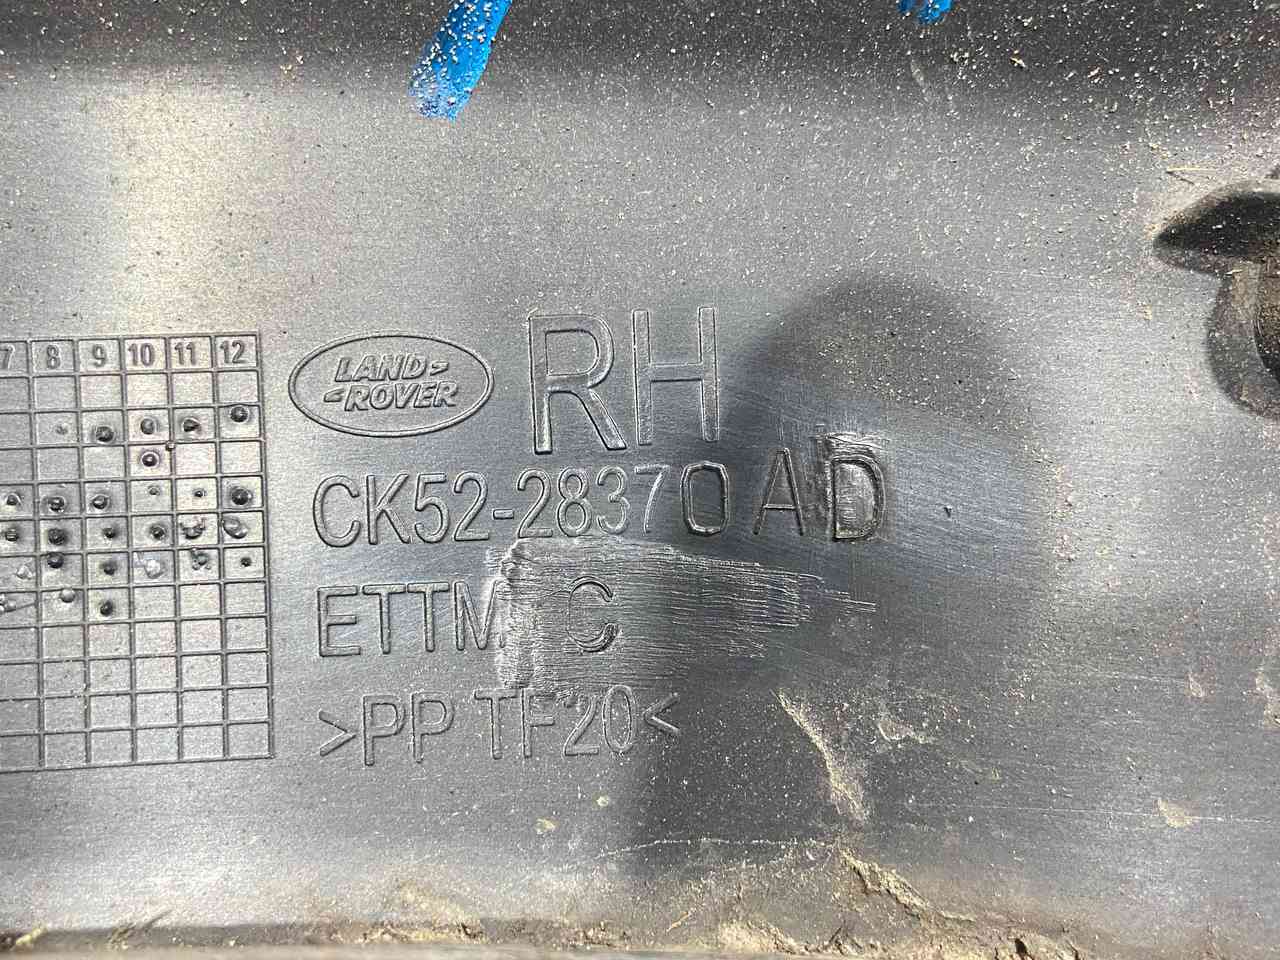 7 8 9 10 11 12
LAND-
-ROVER
RH
CK52-28370AD
ETTM C
>PP TF20<